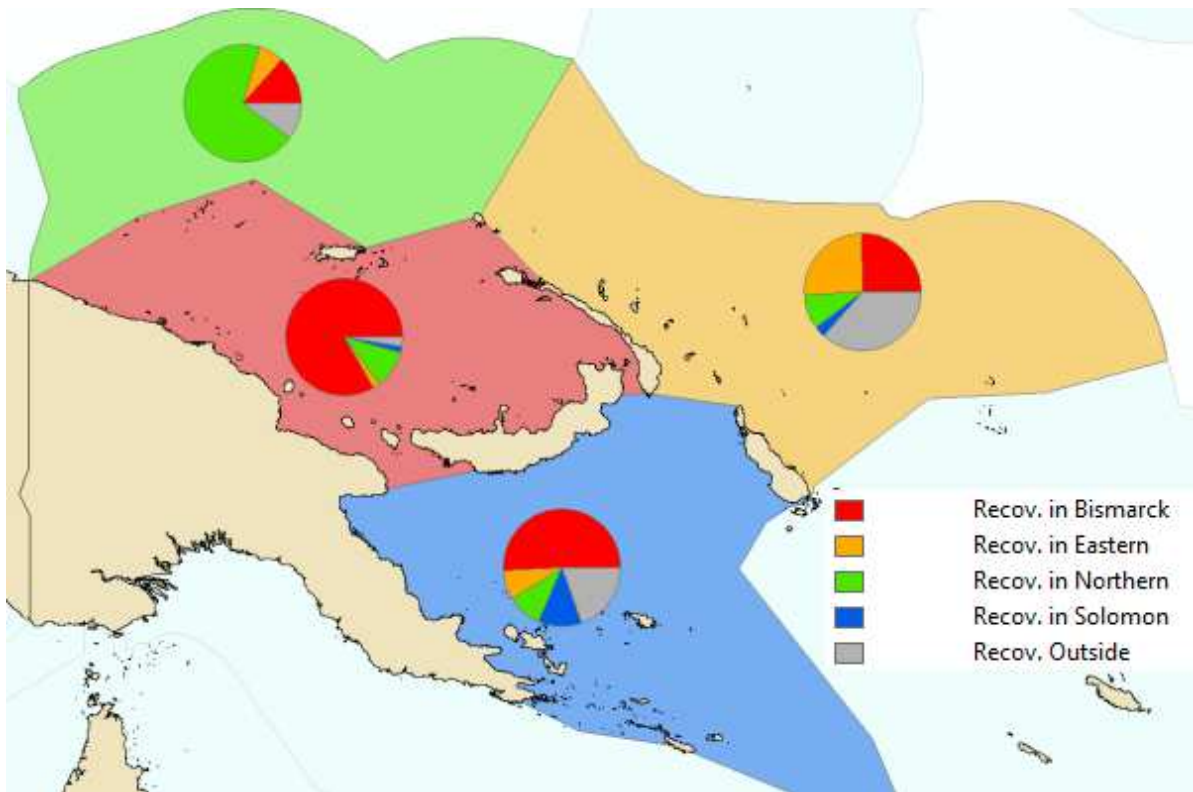 Recov. in Bismarck
Recov. in Eastern
Recov. in Northern
Recov. in Solomon
Recov. Outside